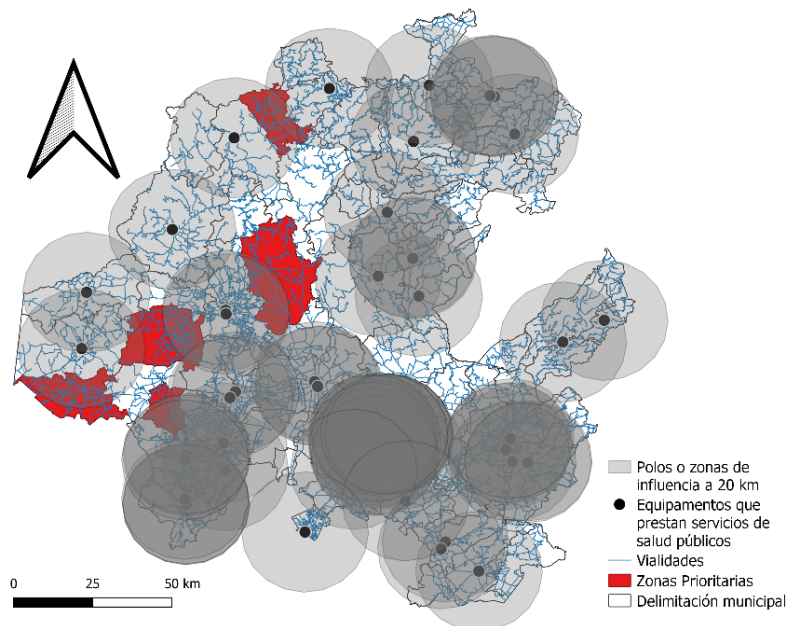 Polos o zonas de
influencia a 20 km
Equipamentos que
prestan servicios de
salud públicos
Vialidades
Zonas Prioritarias
Delimitación municipal
0 25 50 km